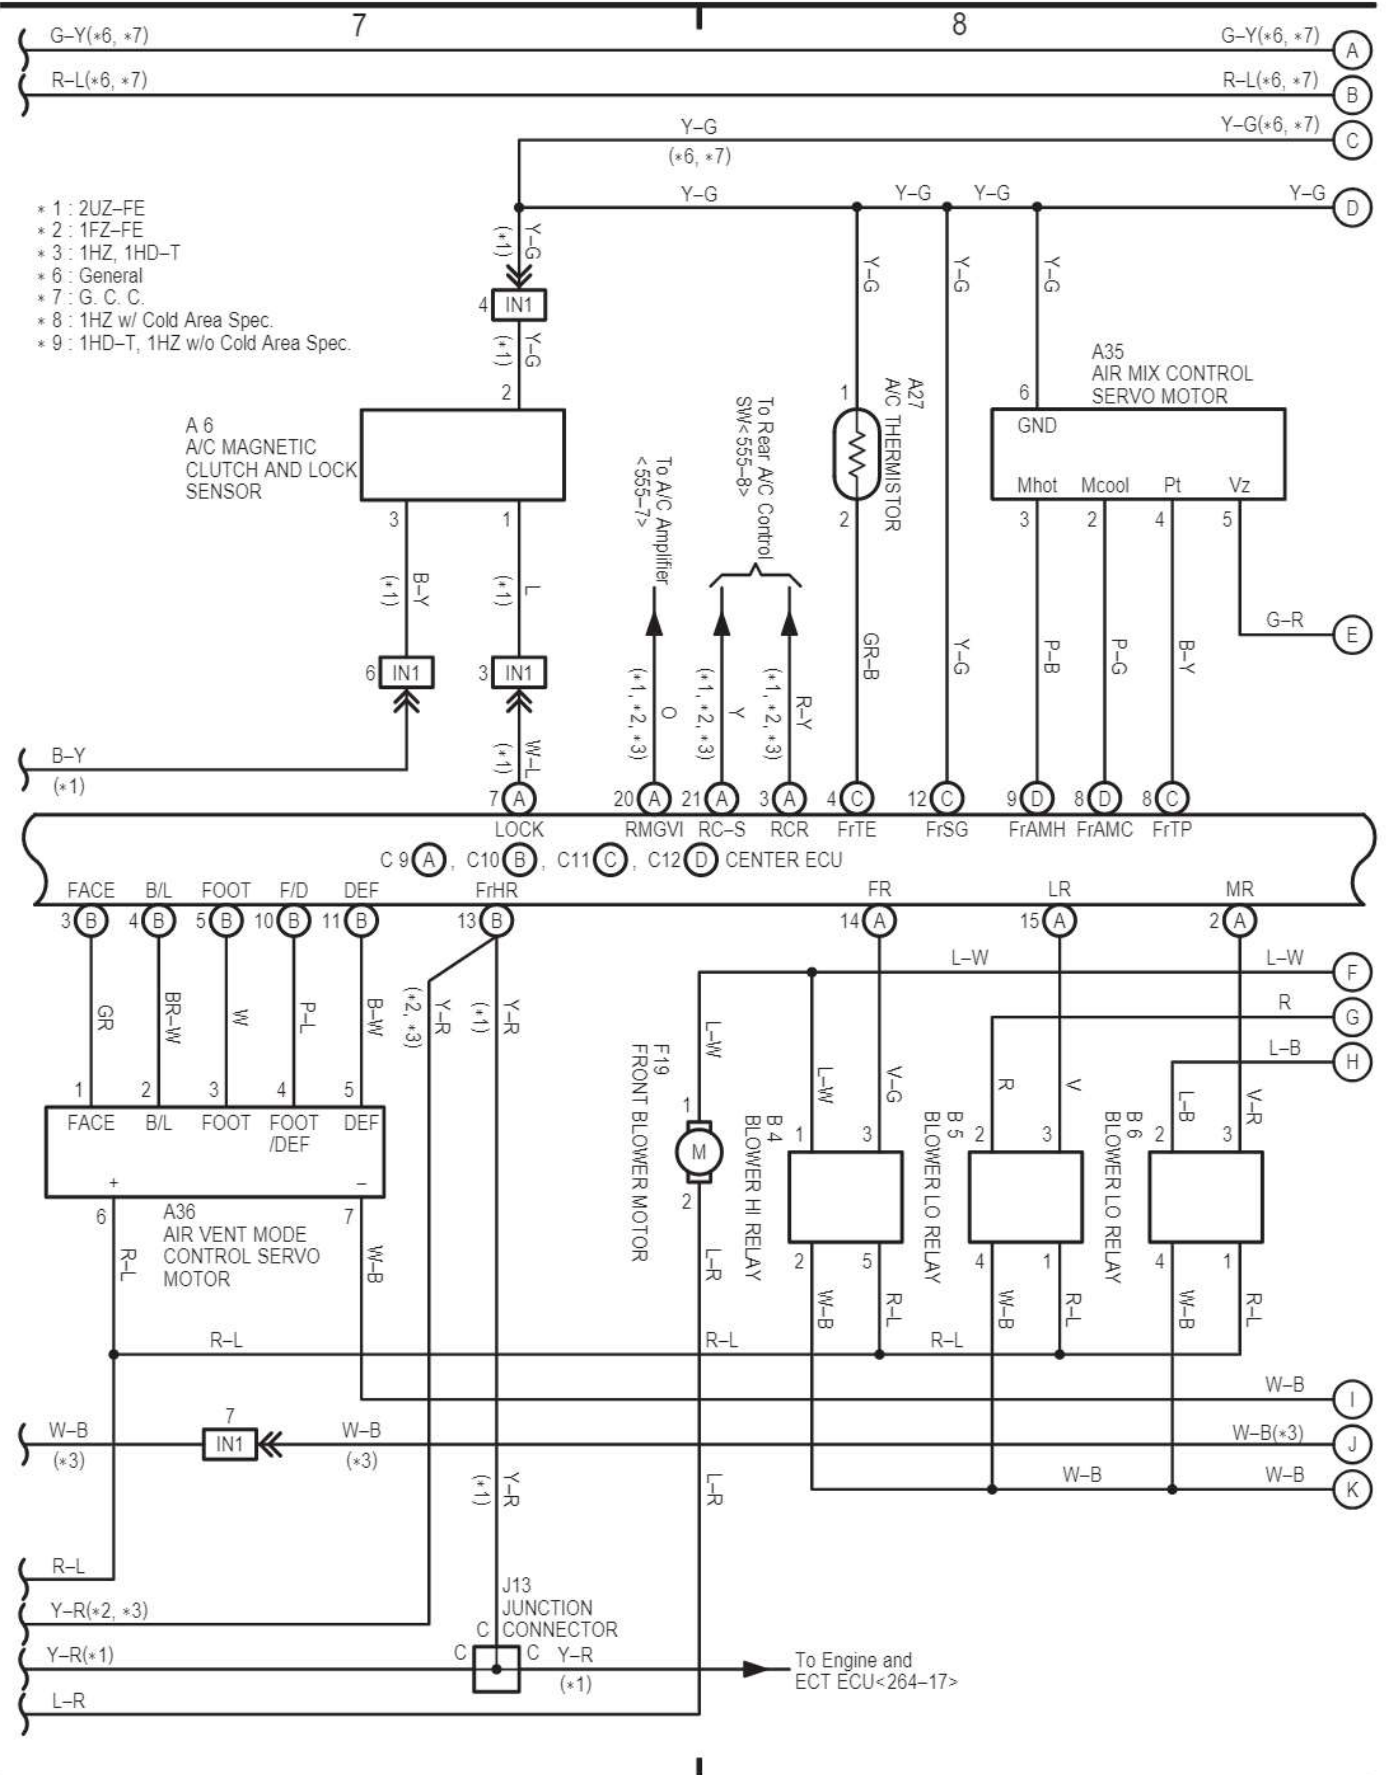 7 8
G–Y(*6, *7) G–Y(*6, *7) A
R–L(*6, *7) R–L(*6, *7) B
Y–G Y–G(*6, *7) C
(*6, *7)
Y–G Y–G Y–G Y–G D
* 1 : 2UZ–FE
* 2 : 1FZ–FE
* 3 : 1HZ, 1HD–T
* 6 : General
* 7 : G. C. C.
* 8 : 1HZ w/ Cold Area Spec.
* 9 : 1HD–T, 1HZ w/o Cold Area Spec.
Y–G
(*1)
4 IN1
Y–G
(*1)
2
Y–G
Y–G
Y–G
A 6
A/C MAGNETIC
CLUTCH AND LOCK
SENSOR
3 1
B–Y
(*1)
L
(*1)
6 IN1
3 IN1
W–L
(*1)
B–Y
(*1)
To A/C Amplifier
<555–7>
To Rear A/C Control
SW<555–8>
O
(*1, *2, *3)
Y
(*1, *2, *3)
R–Y
(*1, *2, *3)
1
A27
A/C THERMISTOR
2
GR–B
Y–G
A35
AIR MIX CONTROL
SERVO MOTOR
6
GND
Mhot Mcool Pt Vz
3 2 4 5
G–R E
P–B
P–G
B–Y
7 A 20 A 21 A 3 A 4 C 12 C 9 D 8 D 8 C
LOCK RMGVI RC–S RCR FrTE FrSG FrAMH FrAMC FrTP
C 9 A , C10 B , C11 C , C12 D CENTER ECU
FACE B/L FOOT F/D DEF FrHR FR LR MR
3 B 4 B 5 B 10 B 11 B 13 B 14 A 15 A 2 A
GR
BR–W
W
P–L
B–W
Y–R
(*2, *3)
Y–R
(*1)
L–W L–W F
R G
L–B H
1 2 3 4 5
FACE B/L FOOT FOOT DEF
/DEF
+ –
6 7
A36
AIR VENT MODE
CONTROL SERVO
MOTOR
R–L
W–B
L–W
F19
FRONT BLOWER MOTOR
1
M
2
L–R
L–W
V–G
B 4
BLOWER HI RELAY
1 3
2 5
W–B
R–L
R
V
B 5
BLOWER LO RELAY
2 3
4 1
W–B
R–L
L–B
V–R
B 6
BLOWER LO RELAY
2 3
4 1
W–B
R–L
R–L R–L R–L
W–B I
7
W–B IN1 W–B W–B(*3) J
(*3) (*3)
W–B W–B K
Y–R
(*1)
L–R
R–L
Y–R(*2, *3)
J13
JUNCTION
CONNECTOR
C
Y–R(*1) C C Y–R
(*1)
To Engine and
ECT ECU<264–17>
L–R